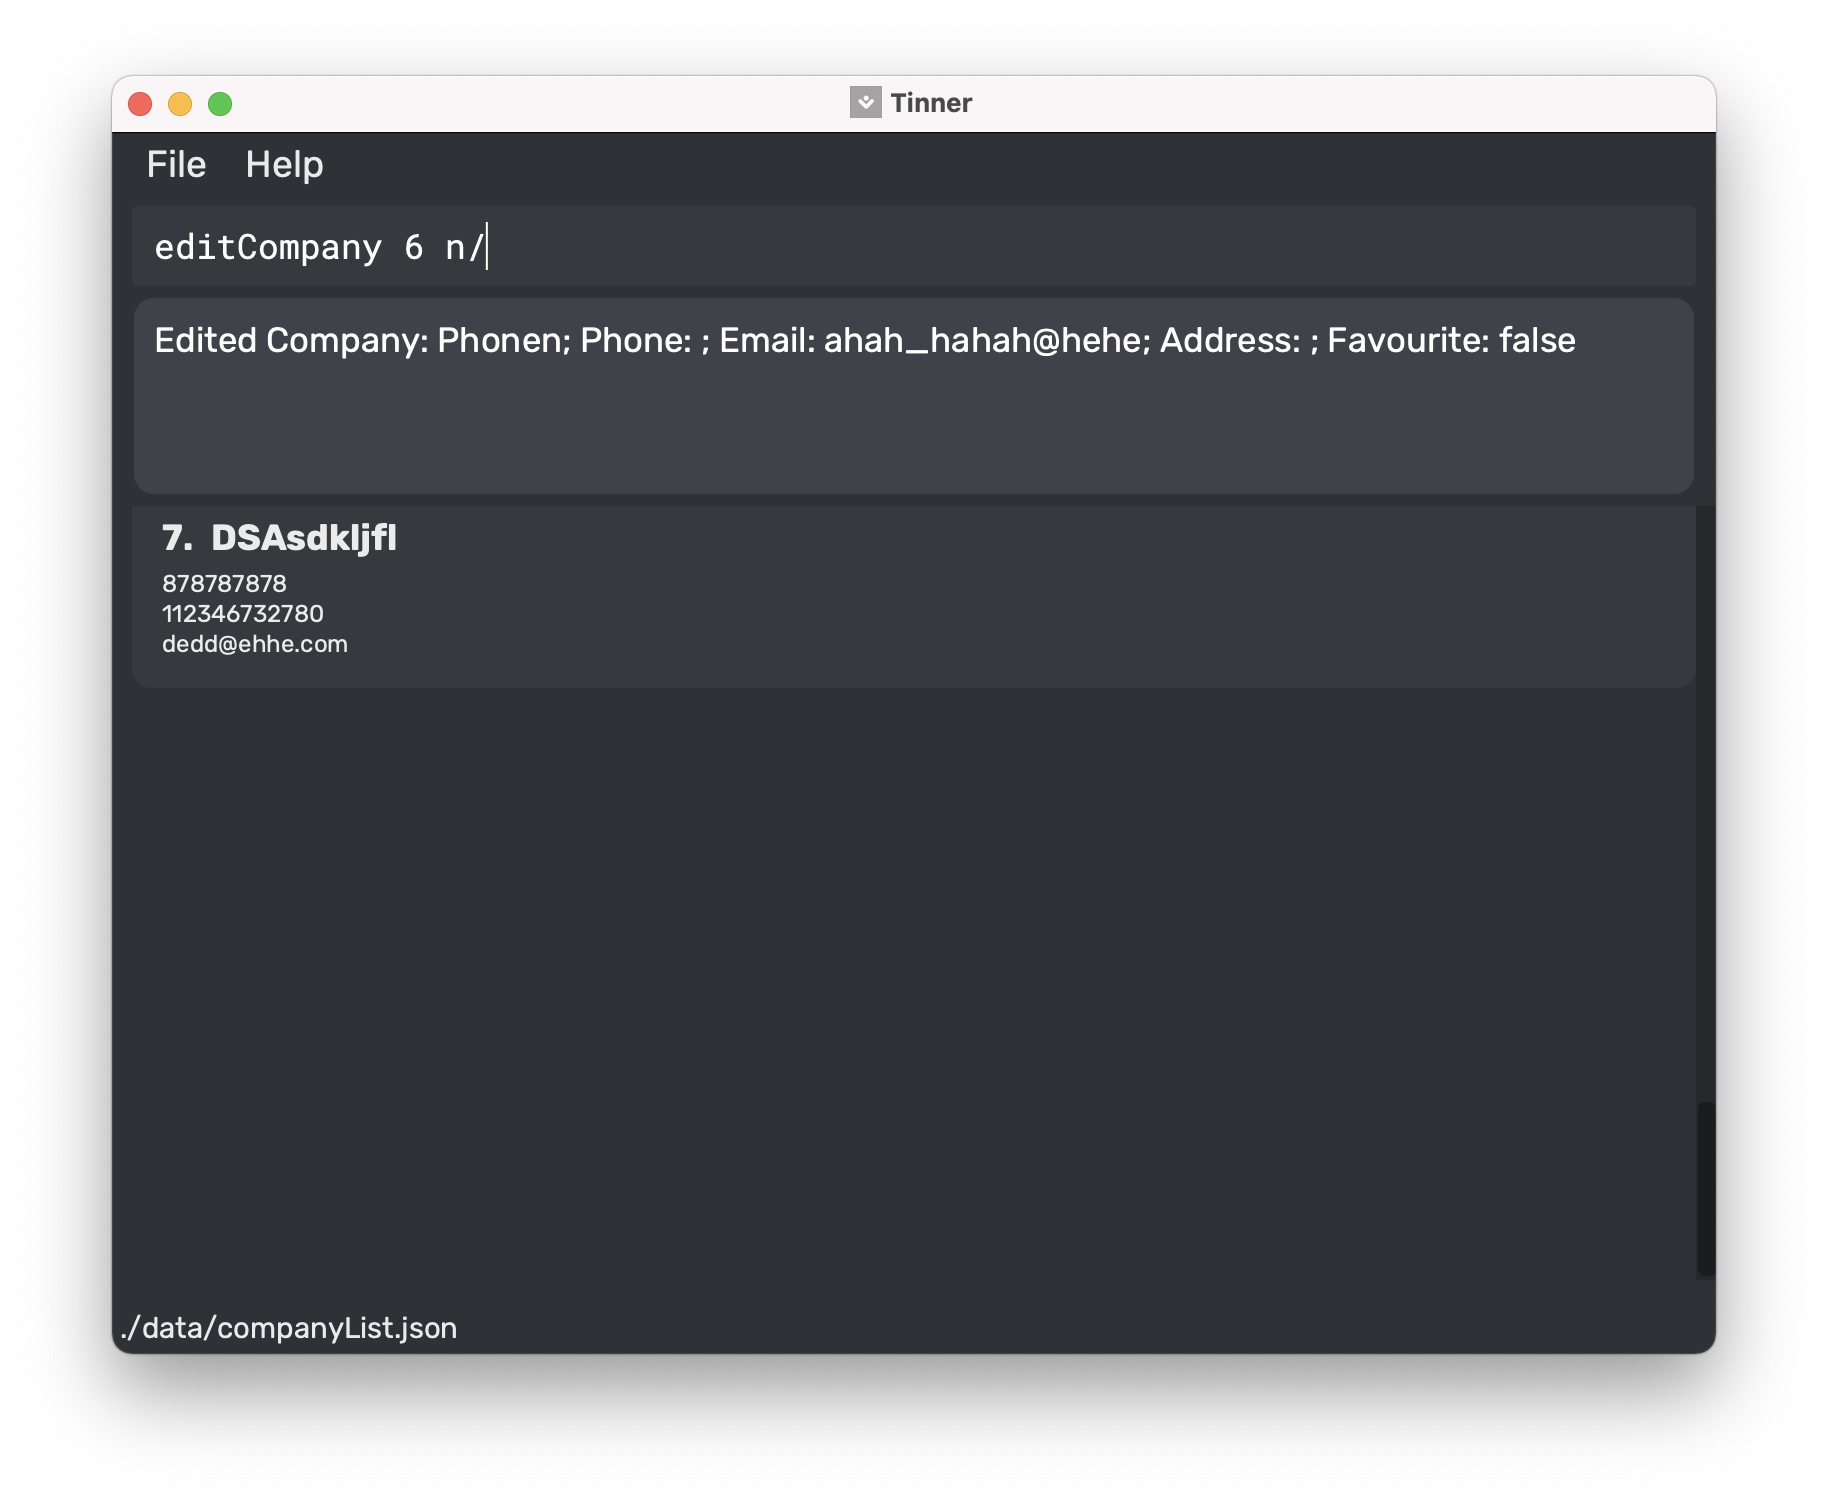 Tinner
File Help
editCompany 6 n/
Edited Company: Phonen; Phone: ; Email: ahah_hahah@hehe; Address: ; Favourite: false
7. DSAsdkljfl
878787878
112346732780
dedd@ehhe.com
./data/companyList.json